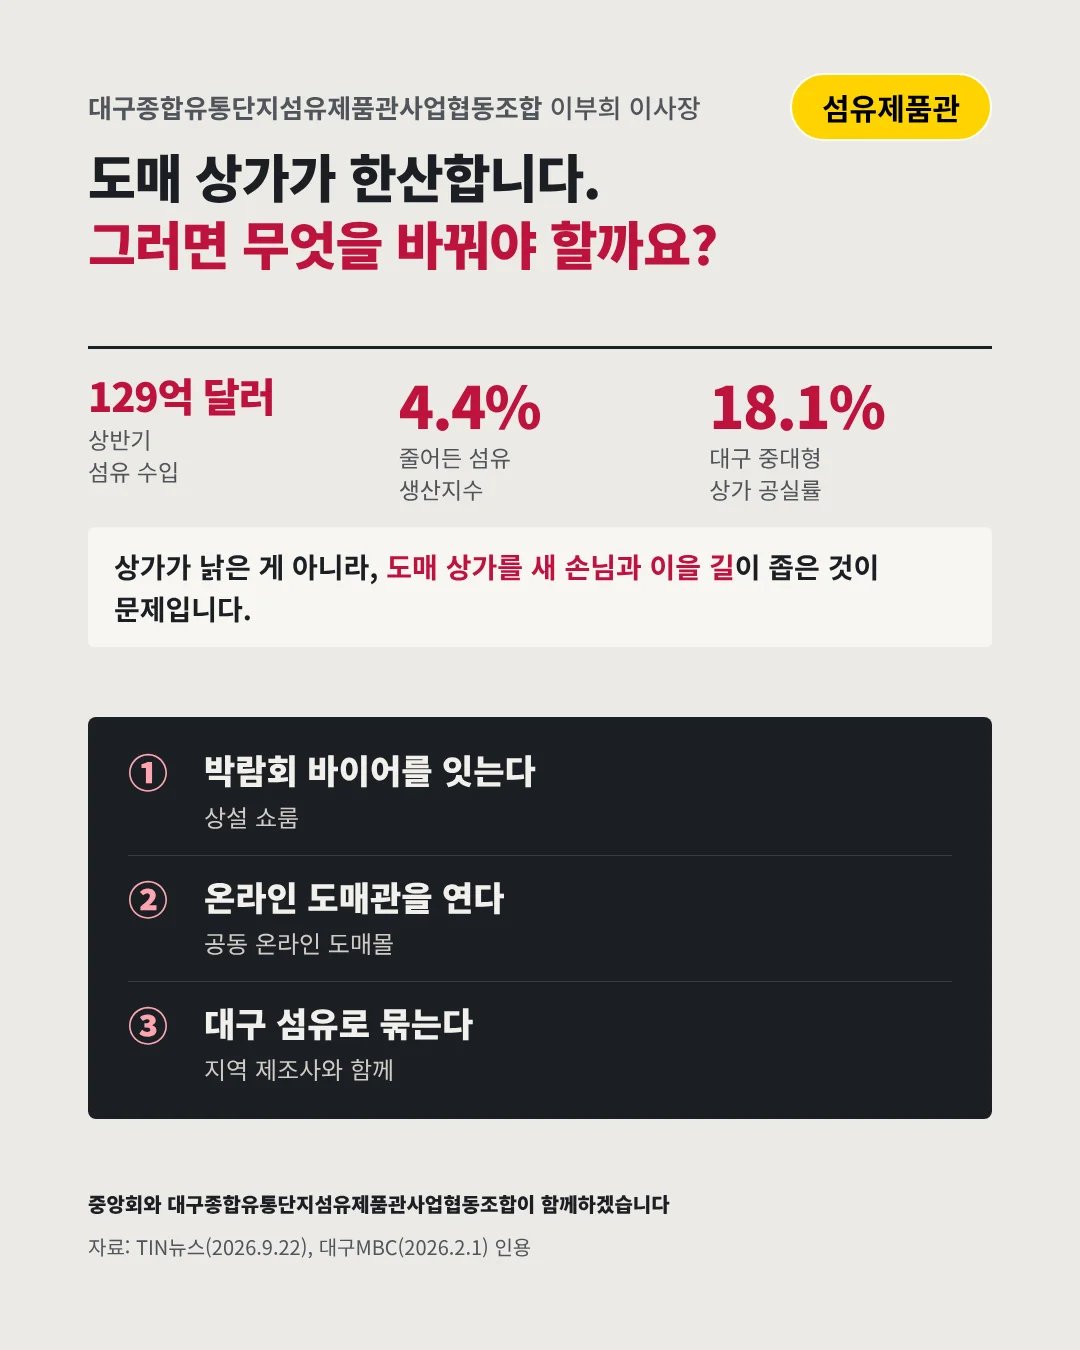 대구종합유통단지섬유제품관사업협동조합 이부희 이사장
섬유제품관
도매 상가가 한산합니다.
그러면 무엇을 바꿔야 할까요?
129억 달러
상반기
섬유 수입
4.4%
줄어든 섬유
생산지수
18.1%
대구 중대형
상가 공실률
상가가 낡은 게 아니라, 도매 상가를 새 손님과 이을 길이 좁은 것이
문제입니다.
① 박람회 바이어를 잇는다
상설 쇼룸
② 온라인 도매관을 연다
공동 온라인 도매몰
③ 대구 섬유로 묶는다
지역 제조사와 함께
중앙회와 대구종합유통단지섬유제품관사업협동조합이 함께하겠습니다
자료: TIN뉴스(2026.9.22), 대구MBC(2026.2.1) 인용